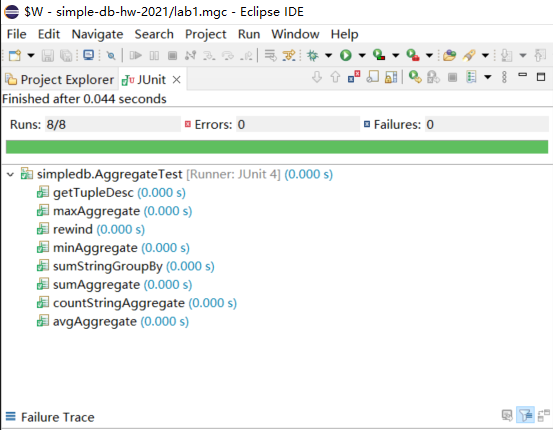 $W - simple-db-hw-2021/lab1.mgc - Eclipse IDE
File Edit Navigate Search Project Run Window Help
Project Explorer JUnit
Finished after 0.044 seconds
Runs: 8/8 Errors: 0 Failures: 0
simpledb.AggregateTest [Runner: JUnit 4] (0.000 s)
getTupleDesc (0.000 s)
maxAggregate (0.000 s)
rewind (0.000 s)
minAggregate (0.000 s)
sumStringGroupBy (0.000 s)
sumAggregate (0.000 s)
countStringAggregate (0.000 s)
avgAggregate (0.000 s)
Failure Trace